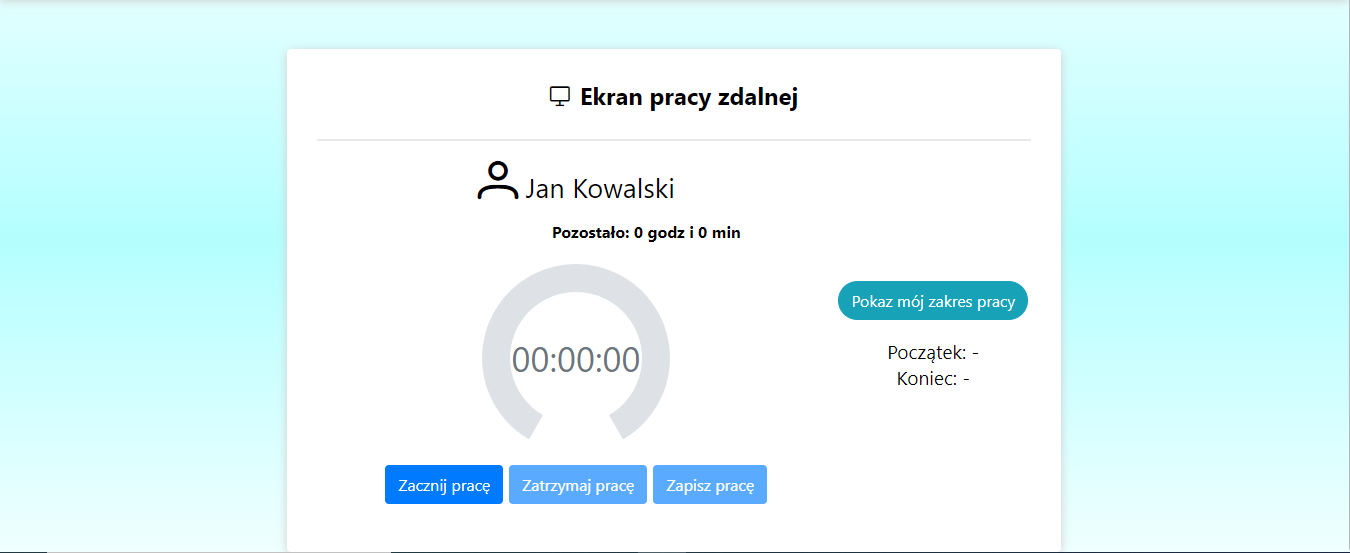 Ekran pracy zdalnej
Jan Kowalski
Pozostało: 0 godz i 0 min
00:00:00
Pokaz mój zakres pracy
Początek: -
Koniec: -
Zacznij pracę
Zatrzymaj pracę
Zapisz pracę